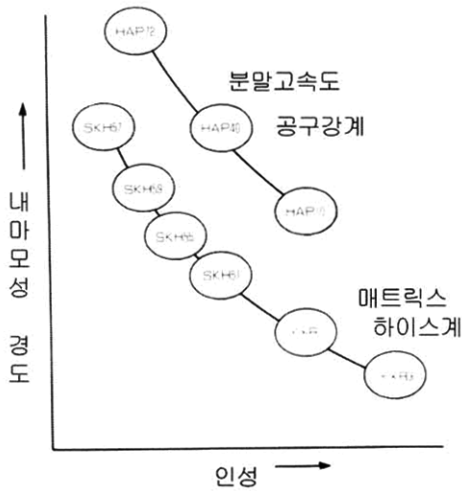 HAP72
분말고속도
공구강계
HAP40
SKH57
HAP10
SKH55
SKH51
매트릭스
하이스계
내마모성 경도
인성